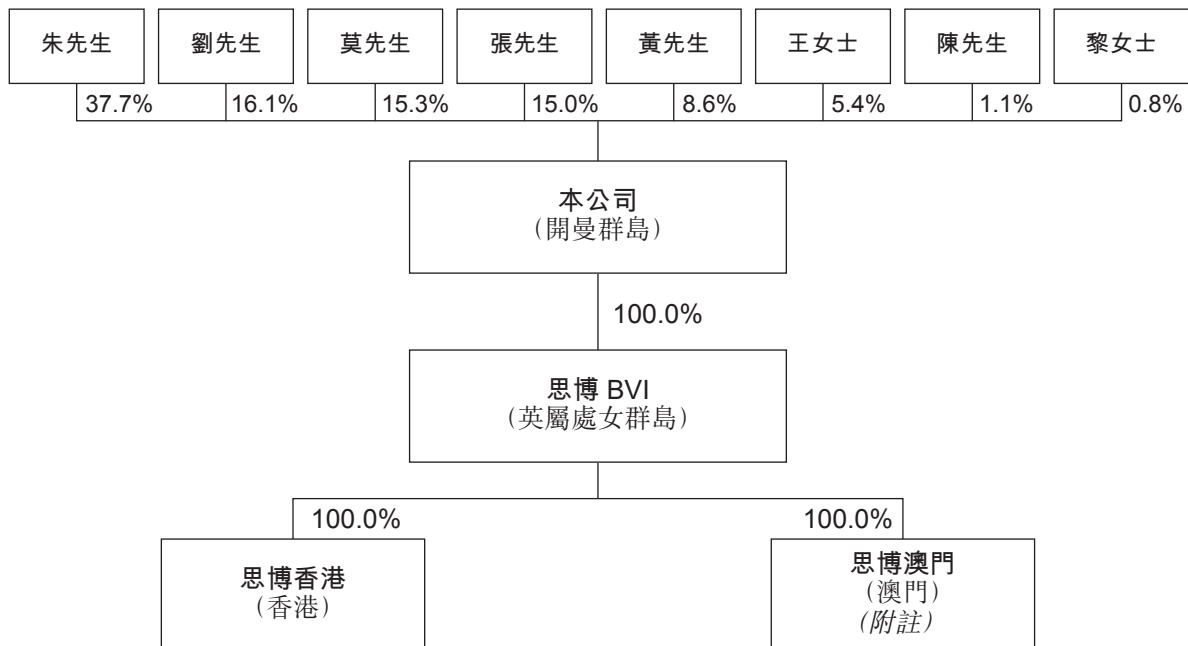 朱先生
劉先生
莫先生
張先生
黃先生
王女士
陳先生
黎女士
37.7%
16.1%
15.3%
15.0%
8.6%
5.4%
1.1%
0.8%
本公司
（開曼群島）
100.0%
思博 BVI
（英屬處女群島）
100.0%
100.0%
思博香港
（香港）
思博澳門
（澳門）
（附註）